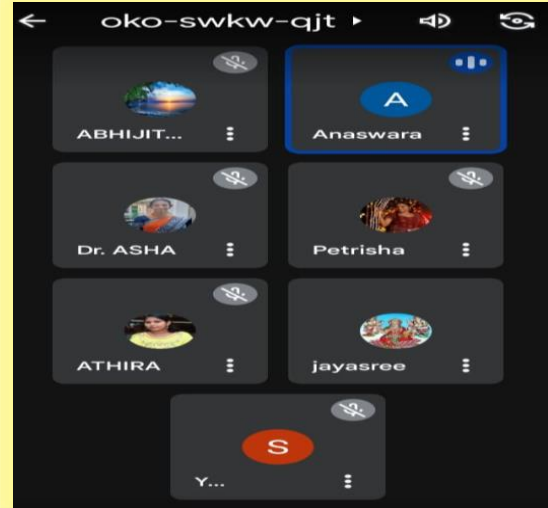 oko-swkw-qjt
A
ABHIJIT... Anaswara
Dr. ASHA Petrisha
ATHIRA jayasree
S
Y...